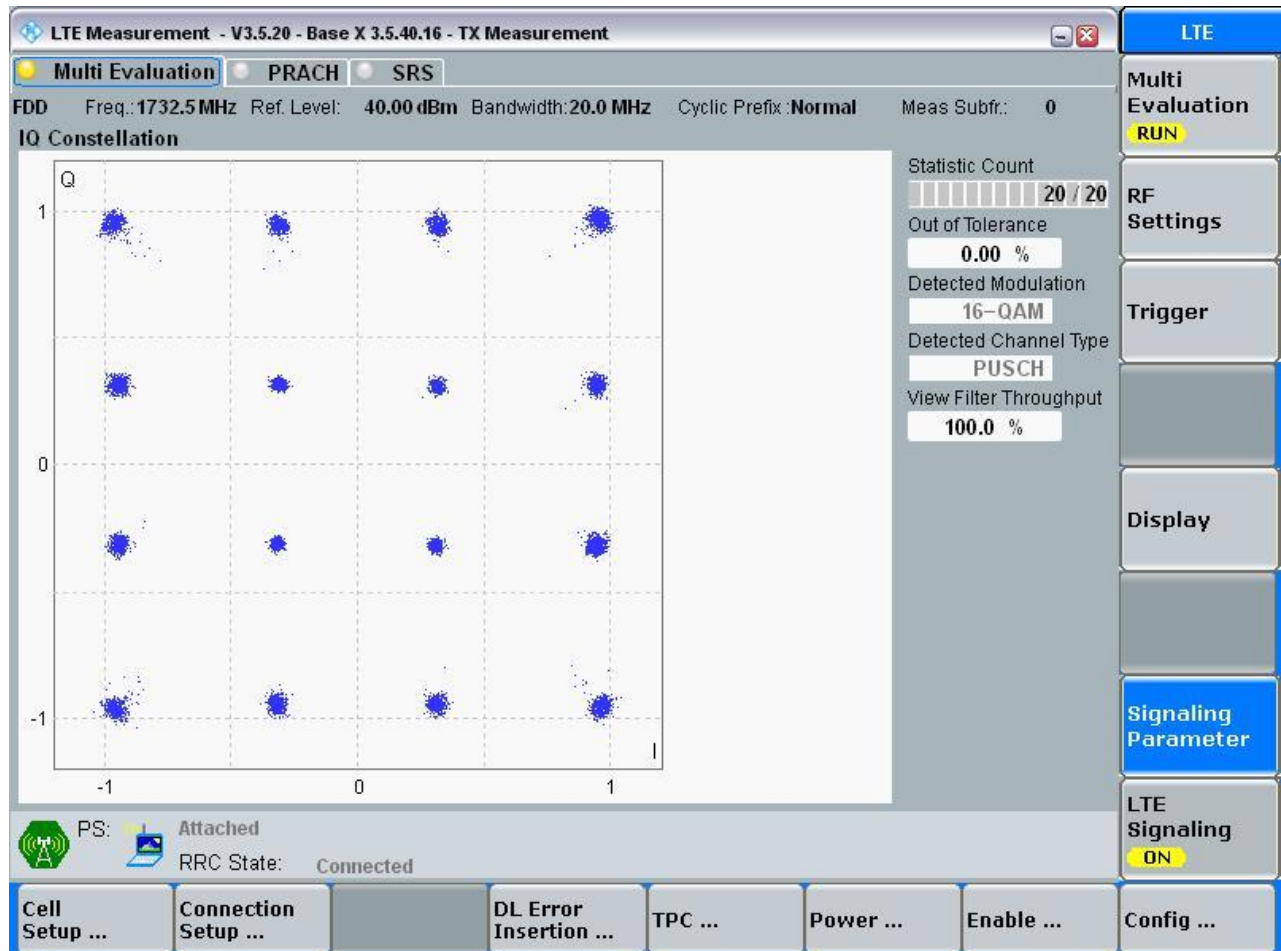 LTE Measurement - V3.5.20 - Base X 3.5.40.16 - TX Measurement
LTE
Multi Evaluation PRACH SRS
FDD Freq.: 1732.5 MHz Ref. Level: 40.00 dBm Bandwidth: 20.0 MHz Cyclic Prefix : Normal Meas Subfr.: 0
IQ Constellation
Q
1
0
-1
-1 0 1
I
Statistic Count
20 / 20
Out of Tolerance
0.00 %
Detected Modulation
16-QAM
Detected Channel Type
PUSCH
View Filter Throughput
100.0 %
Multi
Evaluation
RUN
RF
Settings
Trigger
Display
Signaling
Parameter
LTE
Signaling
ON
PS: Attached
RRC State: Connected
Cell
Setup ...
Connection
Setup ...
DL Error
Insertion ...
TPC ...
Power ...
Enable ...
Config ...